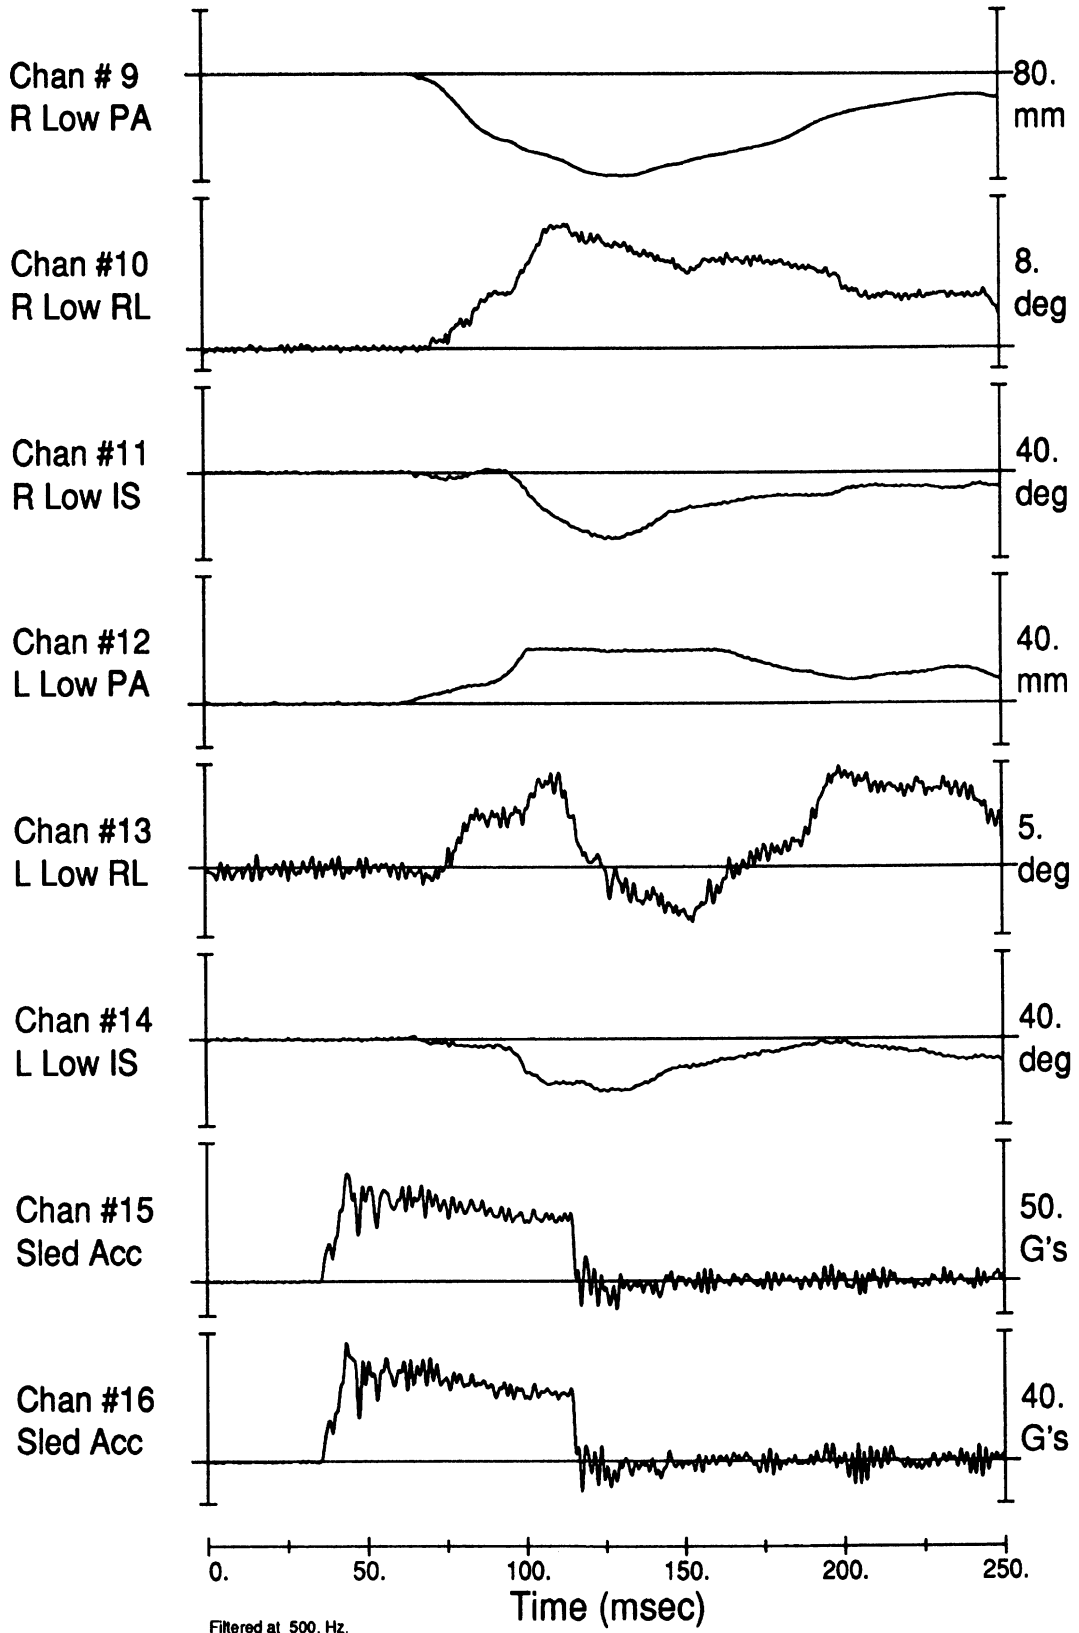 Chan # 9
R Low PA
80.
mm
Chan #10
R Low RL
8.
deg
Chan #11
R Low IS
40.
deg
Chan #12
L Low PA
40.
mm
Chan #13
L Low RL
5.
deg
Chan #14
L Low IS
40.
deg
Chan #15
Sled Acc
50.
G's
Chan #16
Sled Acc
40.
G's
0. 50. 100. 150. 200. 250.
Time (msec)
Filtered at 500. Hz.